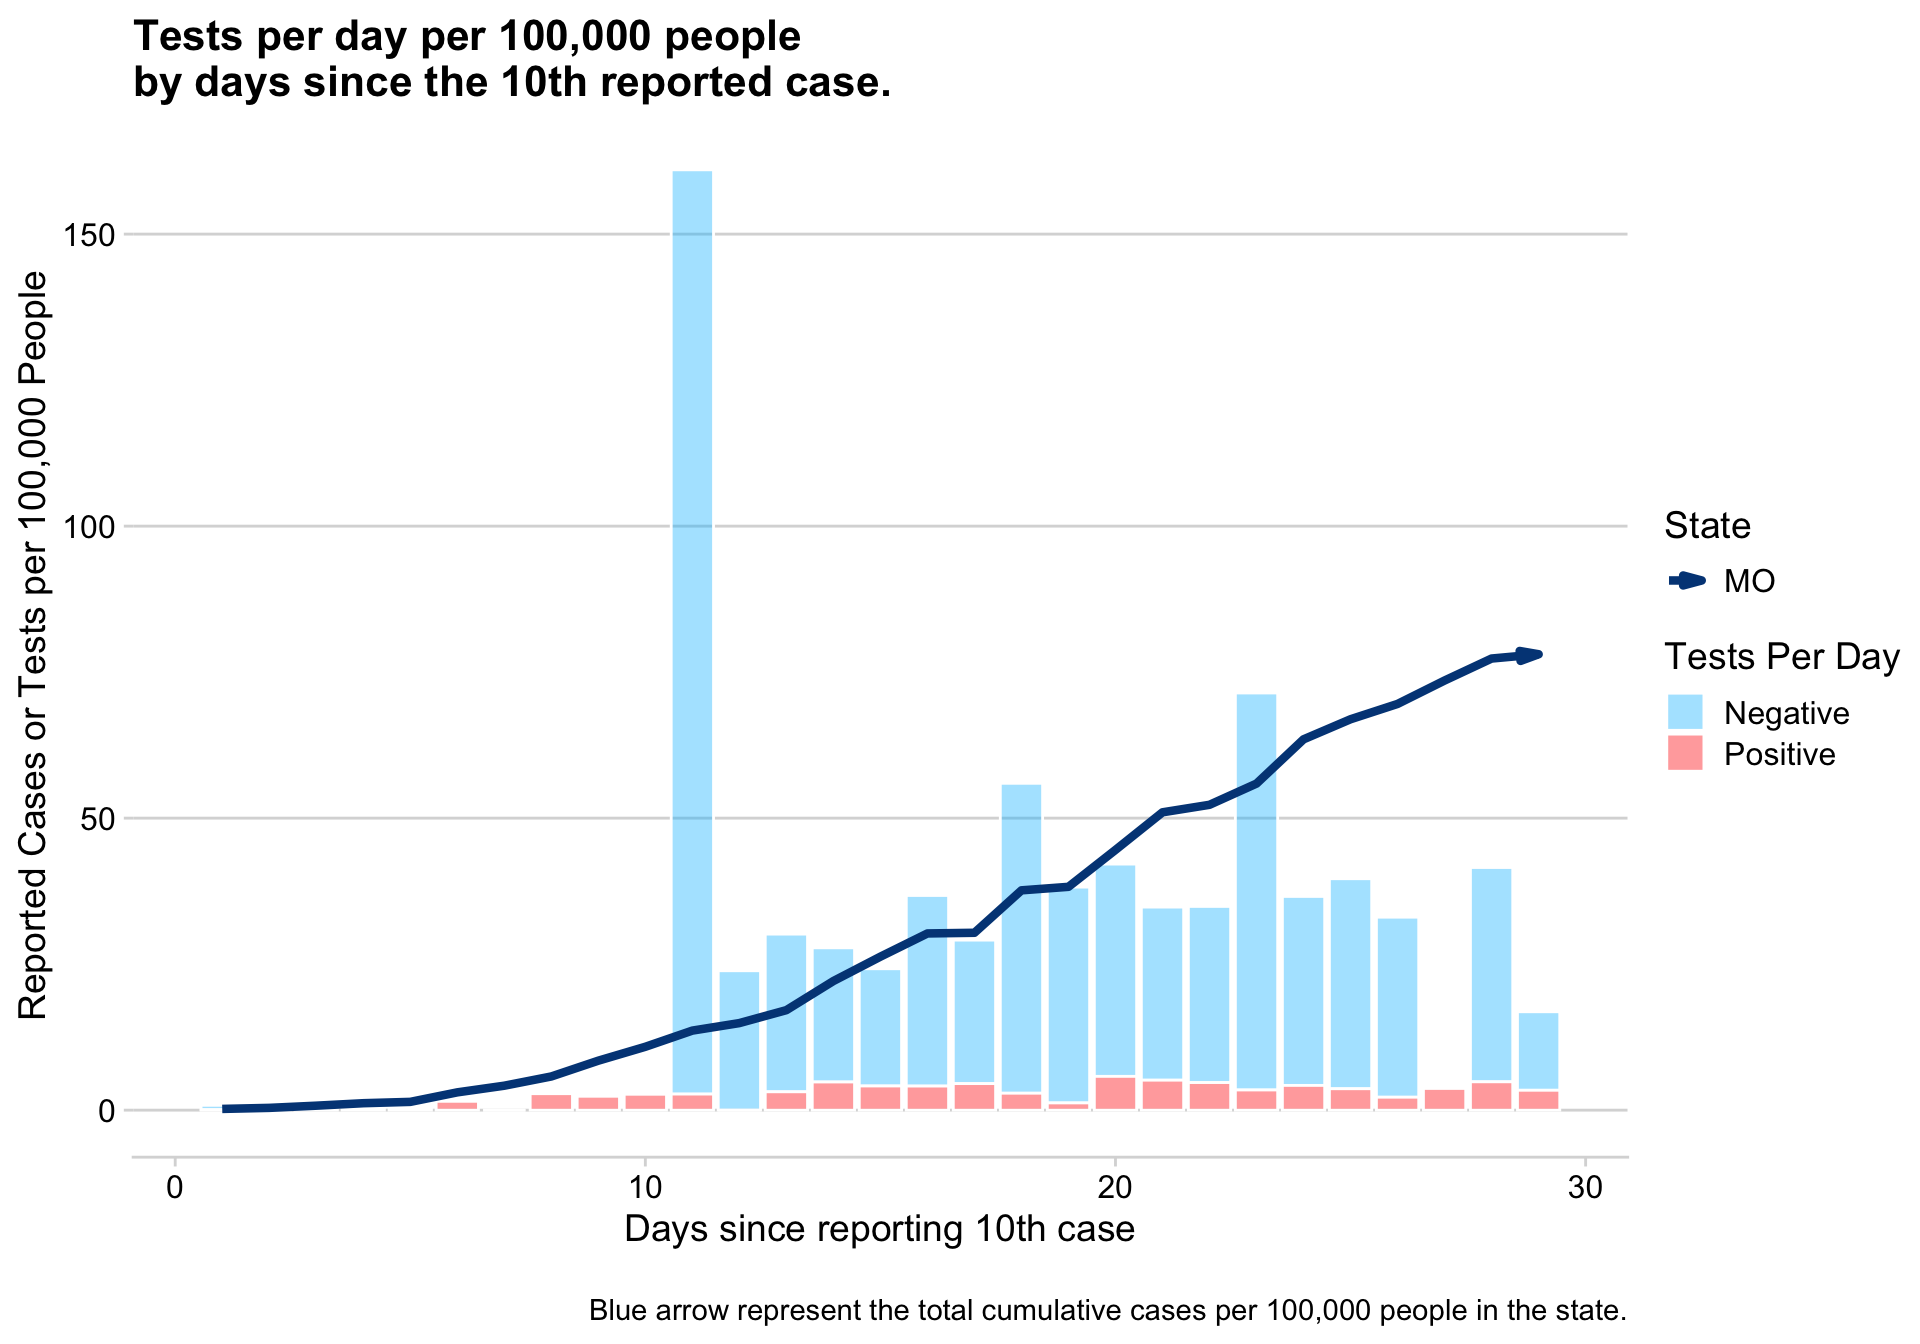 Tests per day per 100,000 people
by days since the 10th reported case.
Reported Cases or Tests per 100,000 People
150
100
50
0
0
10
20
30
Days since reporting 10th case
State
MO
Tests Per Day
Negative
Positive
Blue arrow represent the total cumulative cases per 100,000 people in the state.